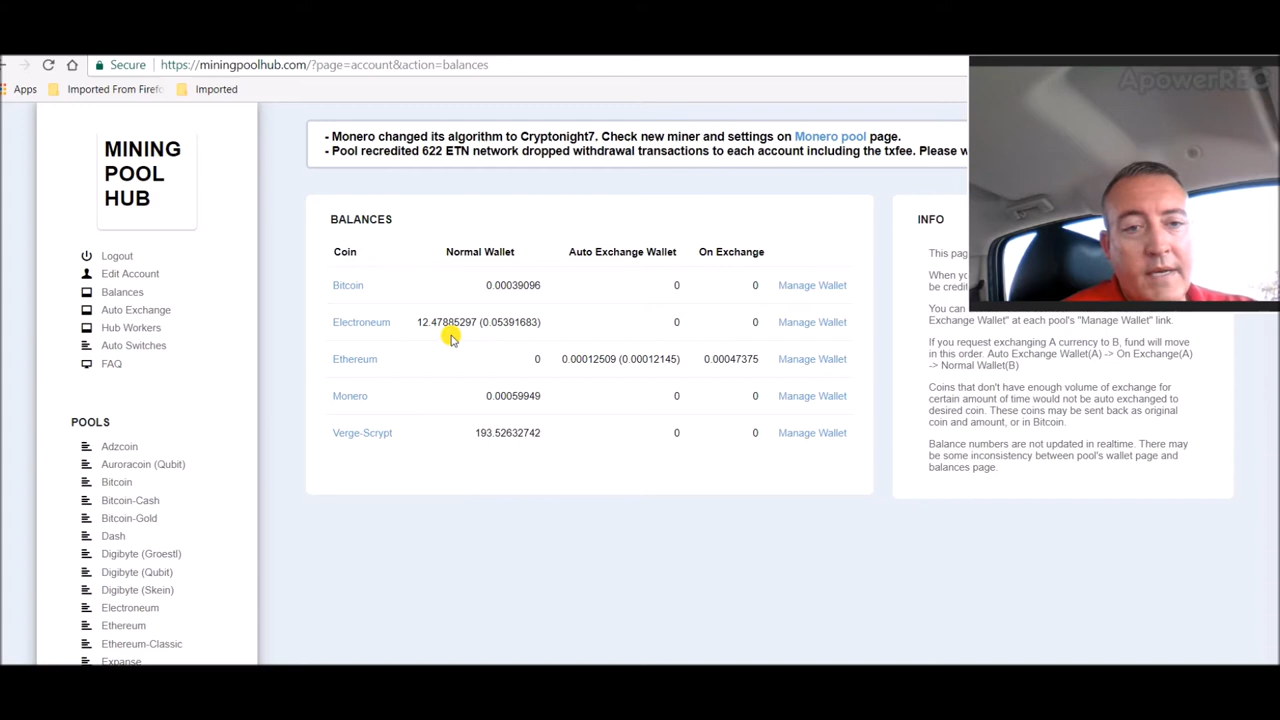 Secure https://miningpoolhub.com/?page=account&action=balances
ApowerREC
Apps Imported From Firefo Imported
MINING
POOL
HUB
Logout
Edit Account
Balances
Auto Exchange
Hub Workers
Auto Switches
FAQ
POOLS
Adzcoin
Auroracoin (Qubit)
Bitcoin
Bitcoin-Cash
Bitcoin-Gold
Dash
Digibyte (Groestl)
Digibyte (Qubit)
Digibyte (Skein)
Electroneum
Ethereum
Ethereum-Classic
Expanse
- Monero changed its algorithm to Cryptonight7. Check new miner and settings on Monero pool page.
- Pool recredited 622 ETN network dropped withdrawal transactions to each account including the txfee. Please w
BALANCES
Coin Normal Wallet Auto Exchange Wallet On Exchange
Bitcoin 0.00039096 0 0 Manage Wallet
Electroneum 12.47885297 (0.05391683) 0 0 Manage Wallet
Ethereum 0 0.00012509 (0.00012145) 0.00047375 Manage Wallet
Monero 0.00059949 0 0 Manage Wallet
Verge-Scrypt 193.52632742 0 0 Manage Wallet
INFO
This pag
When yo
be credit
You can
Exchange Wallet" at each pool's "Manage Wallet" link.
If you request exchanging A currency to B, fund will move
in this order. Auto Exchange Wallet(A) -> On Exchange(A)
-> Normal Wallet(B)
Coins that don't have enough volume of exchange for
certain amount of time would not be auto exchanged to
desired coin. These coins may be sent back as original
coin and amount, or in Bitcoin.
Balance numbers are not updated in realtime. There may
be some inconsistency between pool's wallet page and
balances page.